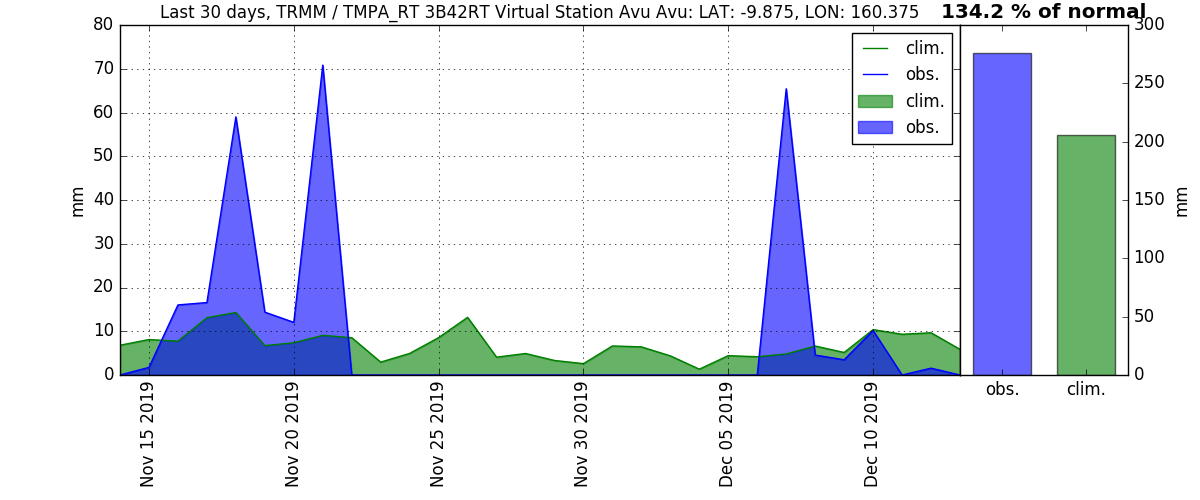 Last 30 days, TRMM / TMPA_RT 3B42RT Virtual Station Avu Avu: LAT: -9.875, LON: 160.375
134.2 % of normal
80
70
60
50
40
30
20
10
0
mm
clim.
obs.
clim.
obs.
Nov 15 2019
Nov 20 2019
Nov 25 2019
Nov 30 2019
Dec 05 2019
Dec 10 2019
300
250
200
150
100
50
0
mm
obs.
clim.